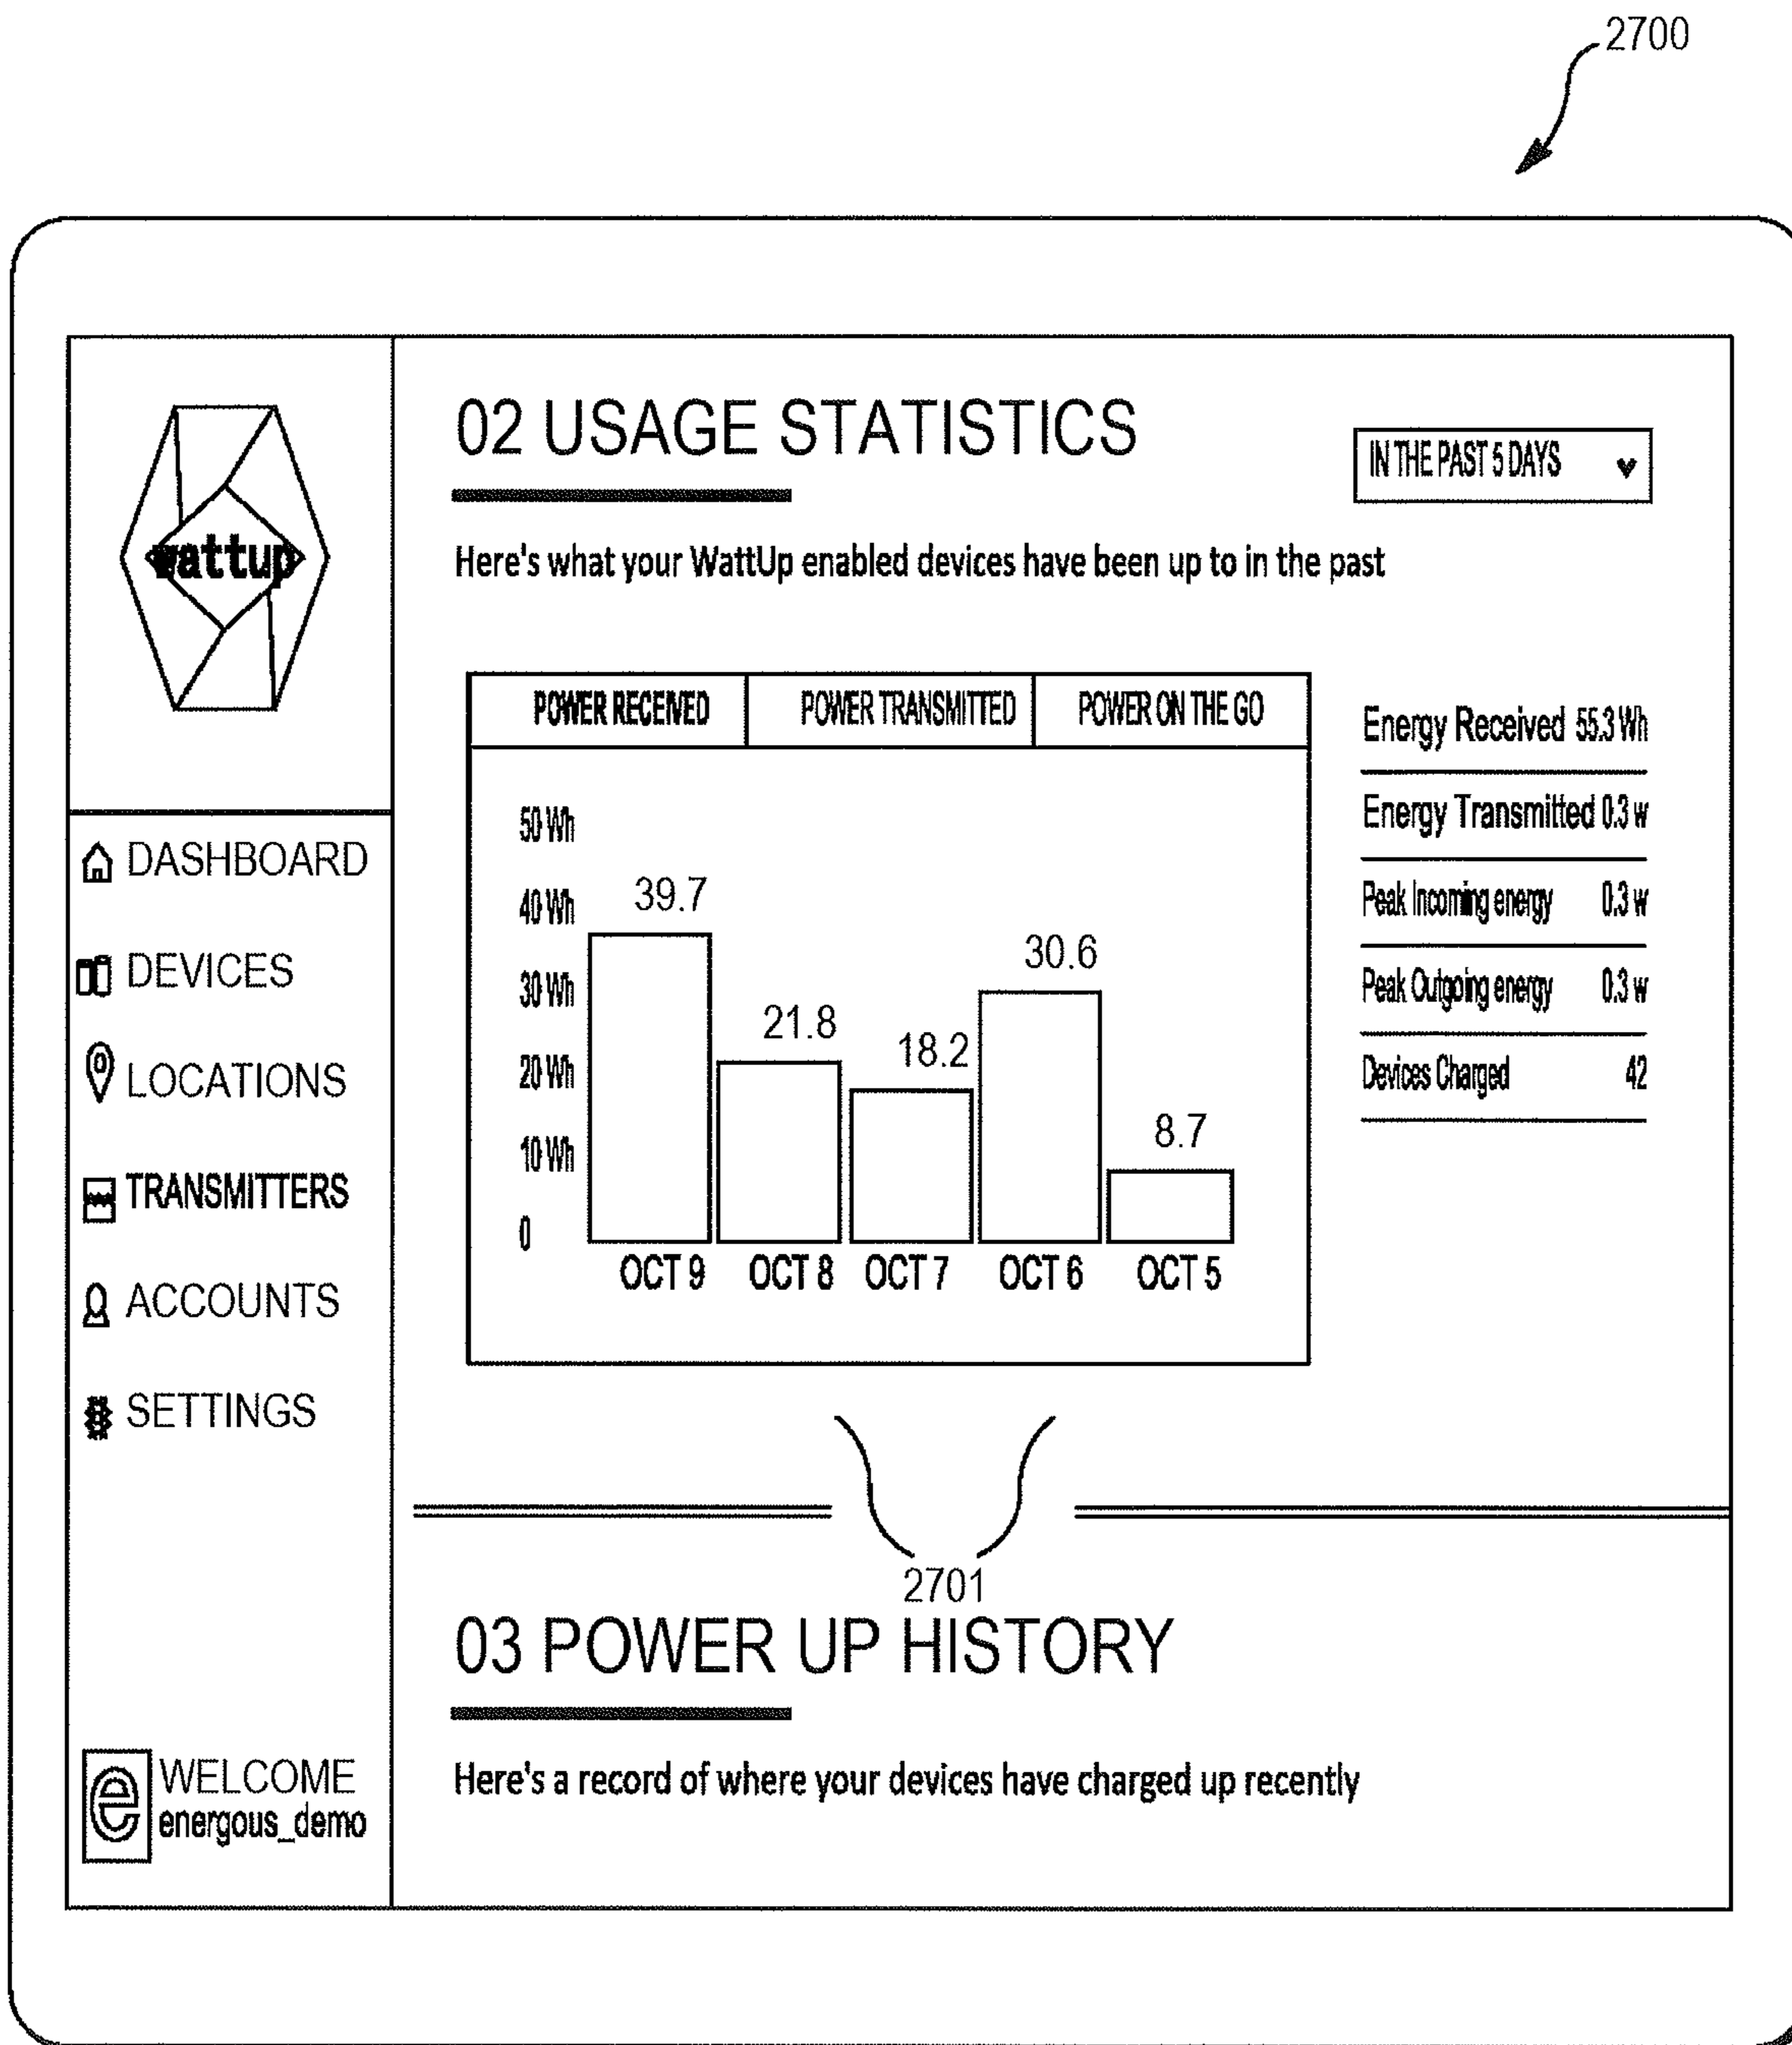 2700
wattup
02 USAGE STATISTICS
IN THE PAST 5 DAYS
Here's what your WattUp enabled devices have been up to in the past
POWER RECEIVED
POWER TRANSMITTED
POWER ON THE GO
50 Wh
40 Wh
30 Wh
20 Wh
10 Wh
0
39.7
21.8
18.2
30.6
8.7
OCT 9
OCT 8
OCT 7
OCT 6
OCT 5
Energy Received 55.3 Wh
Energy Transmitted 0.3 w
Peak Incoming energy 0.3 w
Peak Outgoing energy 0.3 w
Devices Charged 42
DASHBOARD
DEVICES
LOCATIONS
TRANSMITTERS
ACCOUNTS
SETTINGS
2701
03 POWER UP HISTORY
Here's a record of where your devices have charged up recently
e
WELCOME
energous_demo